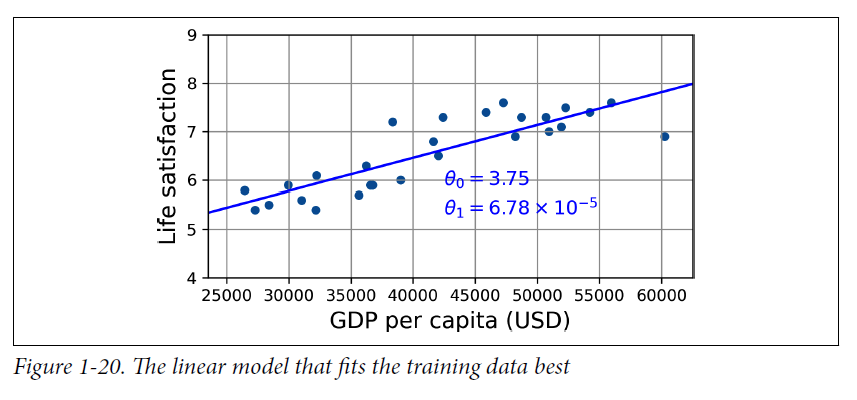 9
8
7
6
5
4
Life satisfaction
θ₀ = 3.75
θ₁ = 6.78 × 10⁻⁵
25000 30000 35000 40000 45000 50000 55000 60000
GDP per capita (USD)
Figure 1-20. The linear model that fits the training data best